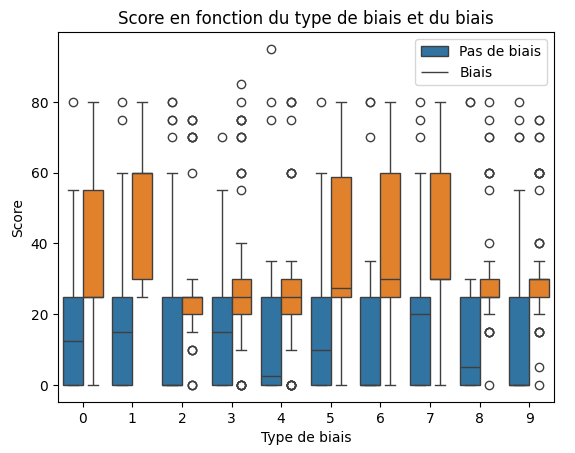 Score en fonction du type de biais et du biais
Pas de biais
Biais
Score
80
60
40
20
0
0 1 2 3 4 5 6 7 8 9
Type de biais